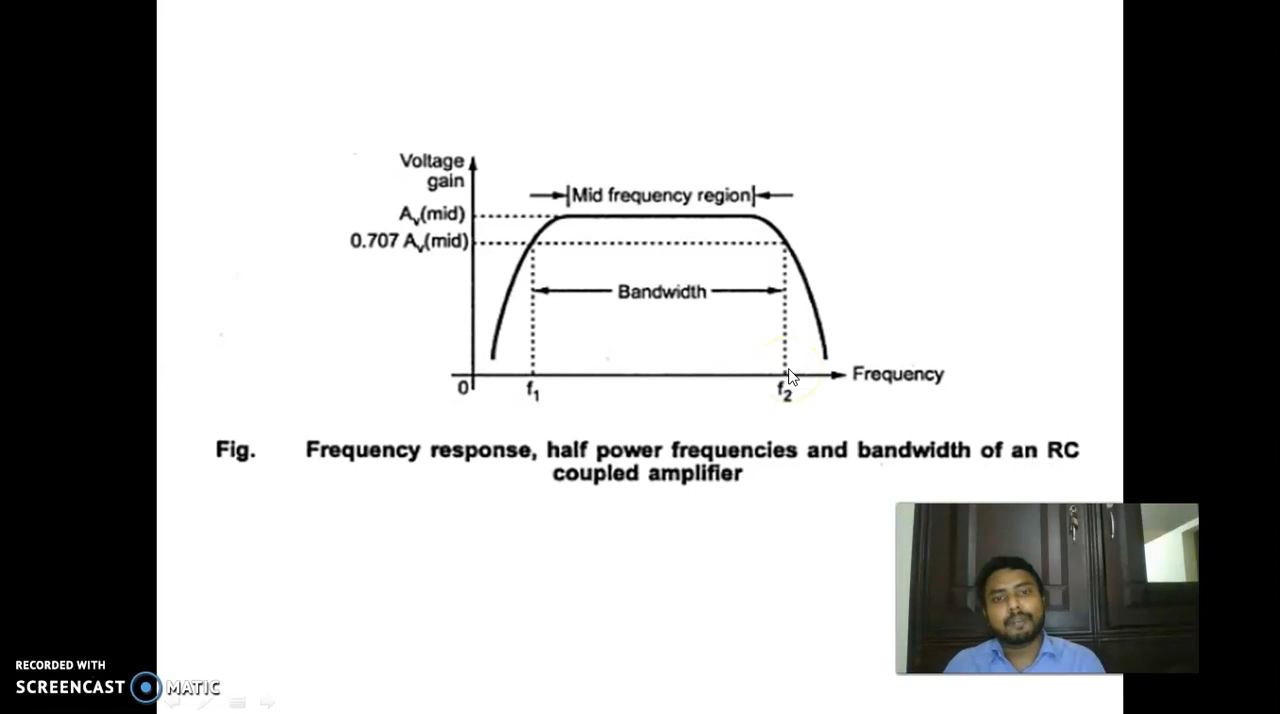 Voltage
gain
Mid frequency region
Av(mid)
0.707 Av(mid)
Bandwidth
0
f1
f2
Frequency
Fig. Frequency response, half power frequencies and bandwidth of an RC
coupled amplifier
RECORDED WITH
SCREENCAST MATIC